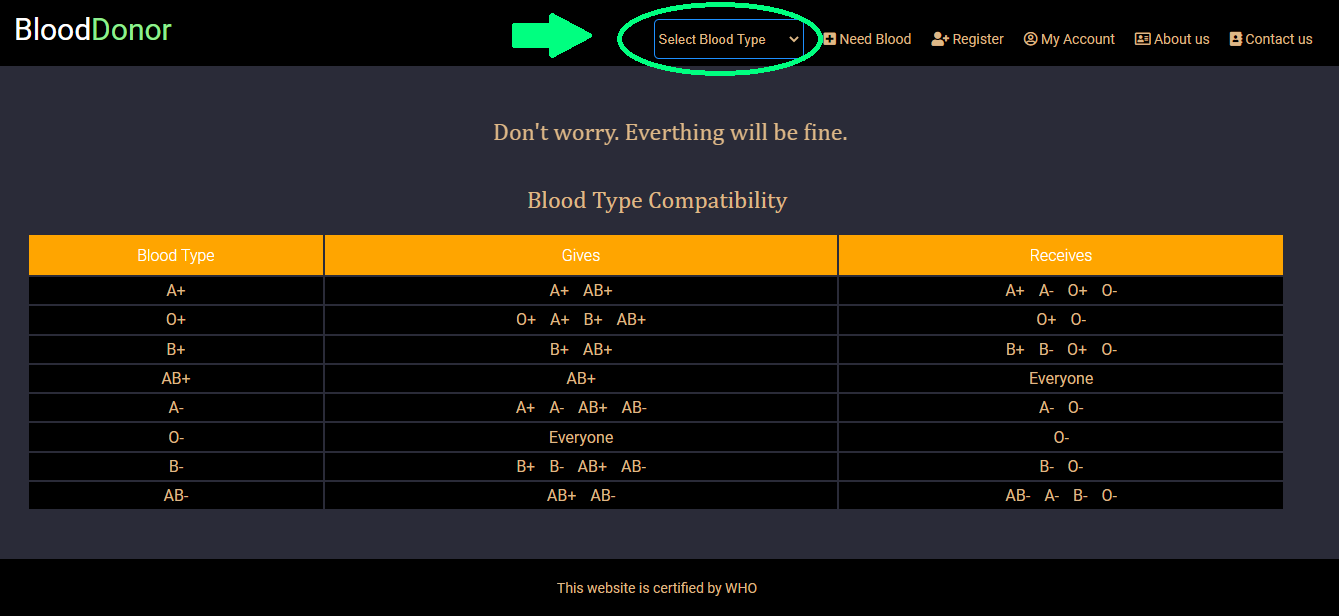 BloodDonor
Select Blood Type Need Blood Register My Account About us Contact us
Don't worry. Everthing will be fine.
Blood Type Compatibility
Blood Type Gives Receives
A+ A+ AB+ A+ A- O+ O-
O+ O+ A+ B+ AB+ O+ O-
B+ B+ AB+ B+ B- O+ O-
AB+ AB+ Everyone
A- A+ A- AB+ AB- A- O-
O- Everyone O-
B- B+ B- AB+ AB- B- O-
AB- AB+ AB- AB- A- B- O-
This website is certified by WHO